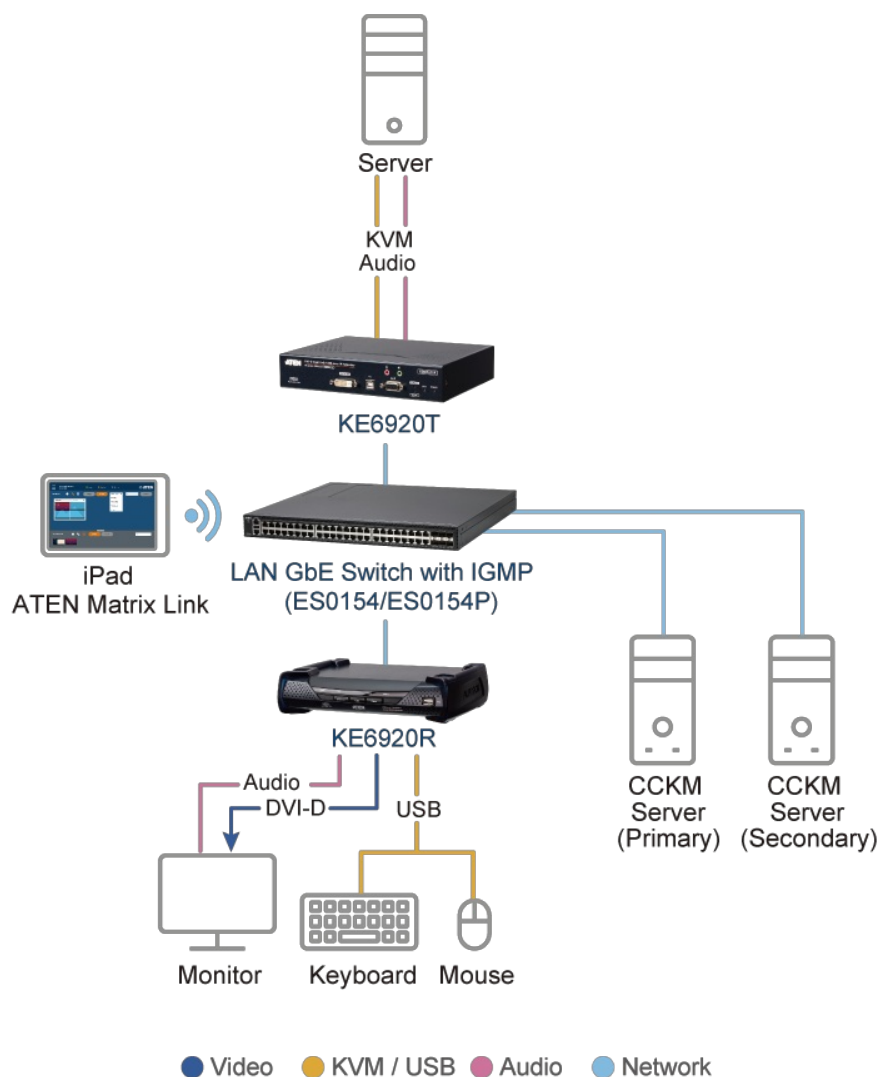 Server
KVM
Audio
ATEN
KE6920T
iPad
ATEN Matrix Link
LAN GbE Switch with IGMP
(ES0154/ES0154P)
KE6920R
Audio
DVI-D
USB
CCKM
Server
(Primary)
CCKM
Server
(Secondary)
Monitor
Keyboard
Mouse
Video
KVM / USB
Audio
Network